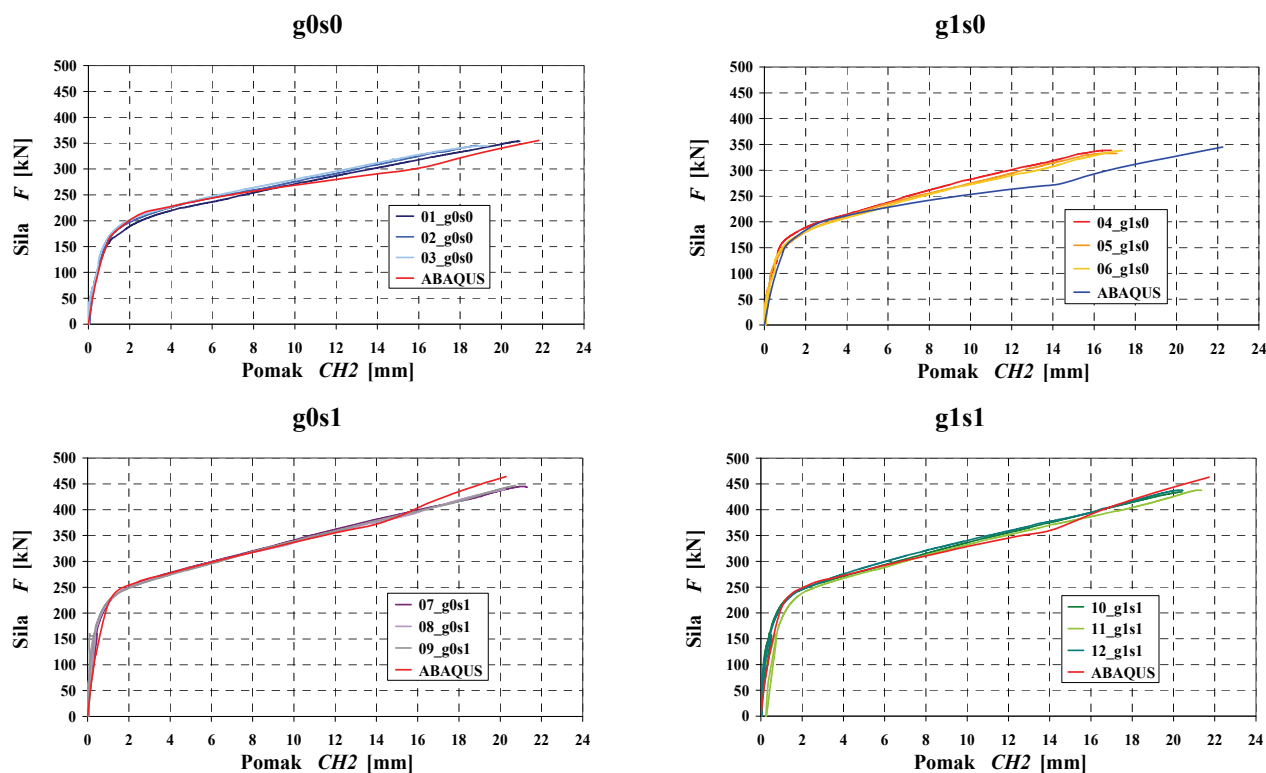 g0s0
500
450
400
350
300
250
200
150
100
50
0
Sila F [kN]
01_g0s0
02_g0s0
03_g0s0
ABAQUS
0 2 4 6 8 10 12 14 16 18 20 22 24
Pomak CH2 [mm]
g1s0
500
450
400
350
300
250
200
150
100
50
0
Sila F [kN]
04_g1s0
05_g1s0
06_g1s0
ABAQUS
0 2 4 6 8 10 12 14 16 18 20 22 24
Pomak CH2 [mm]
g0s1
500
450
400
350
300
250
200
150
100
50
0
Sila F [kN]
07_g0s1
08_g0s1
09_g0s1
ABAQUS
0 2 4 6 8 10 12 14 16 18 20 22 24
Pomak CH2 [mm]
g1s1
500
450
400
350
300
250
200
150
100
50
0
Sila F [kN]
10_g1s1
11_g1s1
12_g1s1
ABAQUS
0 2 4 6 8 10 12 14 16 18 20 22 24
Pomak CH2 [mm]